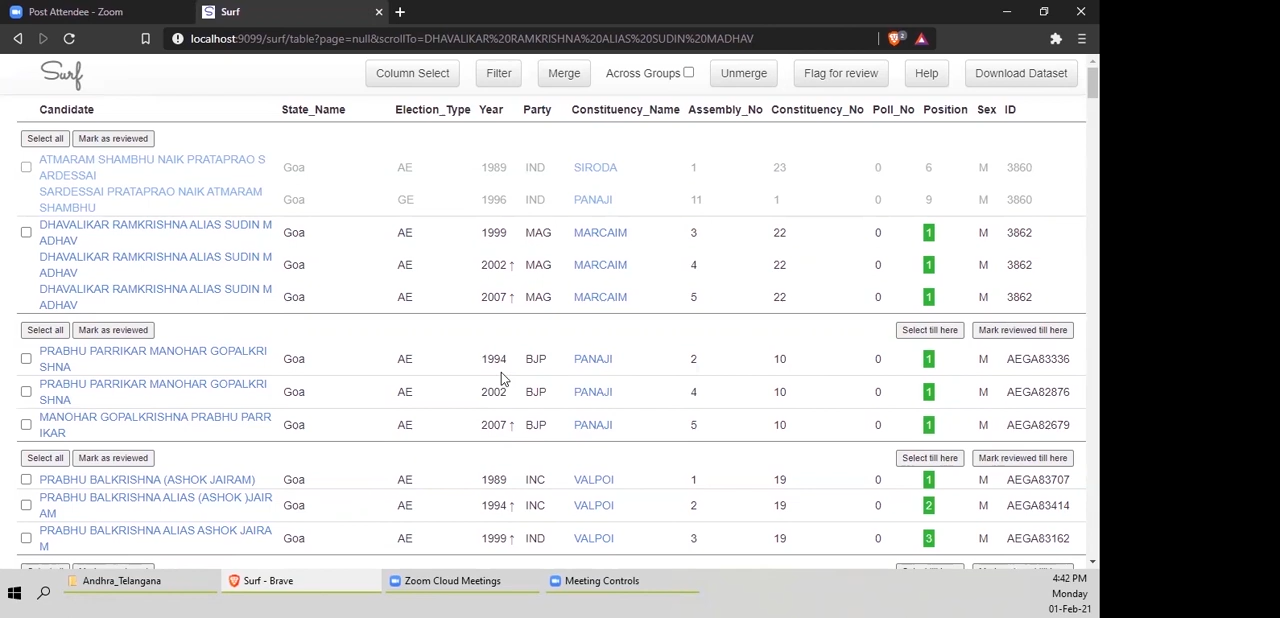 Post Attendee - Zoom
Surf
localhost:9099/surf/table?page=null&scrollTo=DHAVALIKAR%20RAMKRISHNA%20ALIAS%20SUDIN%20MADHAV
2
Surf Column Select Filter Merge Across Groups Unmerge Flag for review Help Download Dataset
Candidate State_Name Election_Type Year Party Constituency_Name Assembly_No Constituency_No Poll_No Position Sex ID
Select all Mark as reviewed
ATMARAM SHAMBHU NAIK PRATAPRAO S
ARDESSAI Goa AE 1989 IND SIRODA 1 23 0 6 M 3860
SARDESSAI PRATAPRAO NAIK ATMARAM
SHAMBHU Goa GE 1996 IND PANAJI 11 1 0 9 M 3860
DHAVALIKAR RAMKRISHNA ALIAS SUDIN M
ADHAV Goa AE 1999 MAG MARCAIM 3 22 0 1 M 3862
DHAVALIKAR RAMKRISHNA ALIAS SUDIN M
ADHAV Goa AE 2002 ↑ MAG MARCAIM 4 22 0 1 M 3862
DHAVALIKAR RAMKRISHNA ALIAS SUDIN M
ADHAV Goa AE 2007 ↑ MAG MARCAIM 5 22 0 1 M 3862
Select all Mark as reviewed Select till here Mark reviewed till here
PRABHU PARRIKAR MANOHAR GOPALKRI
SHNA Goa AE 1994 BJP PANAJI 2 10 0 1 M AEGA83336
PRABHU PARRIKAR MANOHAR GOPALKRI
SHNA Goa AE 2002 BJP PANAJI 4 10 0 1 M AEGA82876
MANOHAR GOPALKRISHNA PRABHU PARR
IKAR Goa AE 2007 ↑ BJP PANAJI 5 10 0 1 M AEGA82679
Select all Mark as reviewed Select till here Mark reviewed till here
PRABHU BALKRISHNA (ASHOK JAIRAM) Goa AE 1989 INC VALPOI 1 19 0 1 M AEGA83707
PRABHU BALKRISHNA ALIAS (ASHOK )JAIR
AM Goa AE 1994 ↑ INC VALPOI 2 19 0 2 M AEGA83414
PRABHU BALKRISHNA ALIAS ASHOK JAIRA
M Goa AE 1999 ↑ IND VALPOI 3 19 0 3 M AEGA83162
Andhra_Telangana Surf - Brave Zoom Cloud Meetings Meeting Controls
4:42 PM
Monday
01-Feb-21